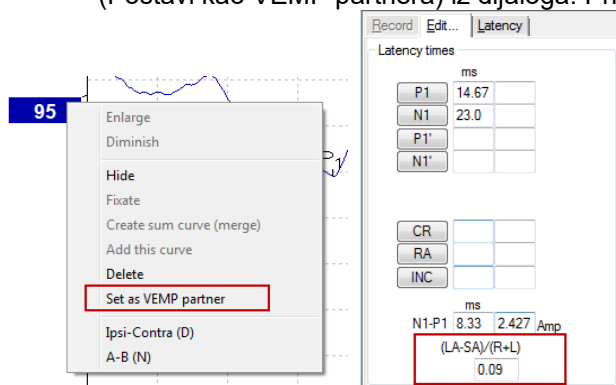 (Postavi kao VEMP partnera) iz dijaloga.
95
Enlarge
Diminish
Hide
Fixate
Create sum curve (merge)
Add this curve
Delete
Set as VEMP partner
Ipsi-Contra (D)
A-B (N)
Record Edit... Latency
Latency times
ms
P1 14.67
N1 23.0
P1'
N1'
CR
RA
INC
ms
N1-P1 8.33 2.427 Amp
(LA-SA)/(R+L)
0.09